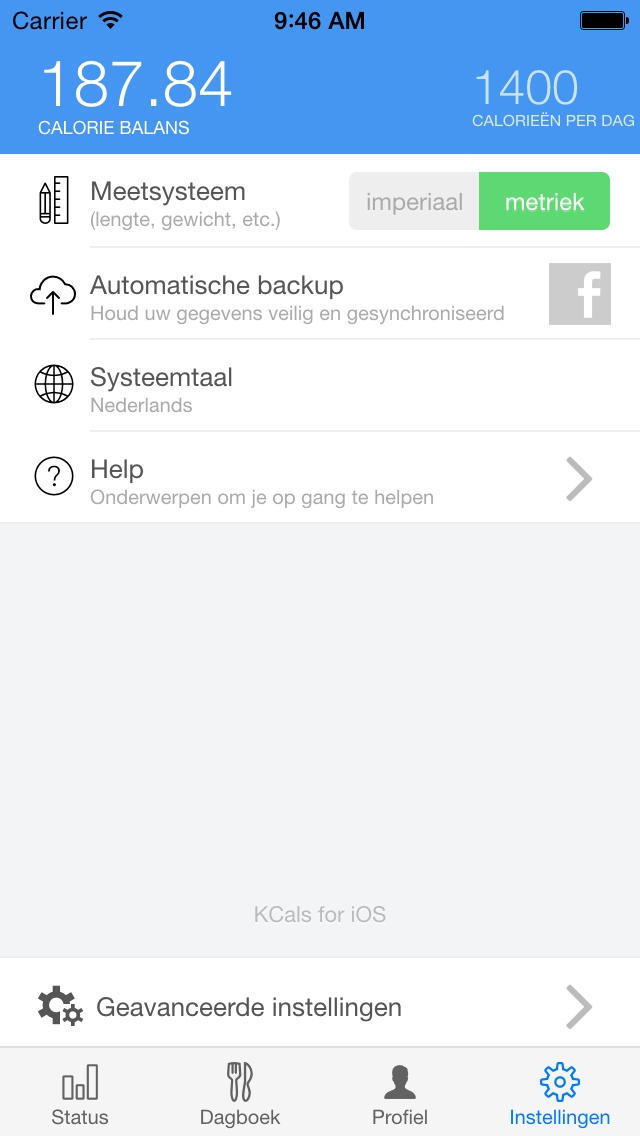 Carrier 9:46 AM
187.84
1400
CALORIE BALANS
CALORIEËN PER DAG
Meetsysteem
(lengte, gewicht, etc.)
imperiaal metriek
Automatische backup
Houd uw gegevens veilig en gesynchroniseerd
f
Systeemtaal
Nederlands
?
Help
Onderwerpen om je op gang te helpen
KCals for iOS
Geavanceerde instellingen
Status Dagboek Profiel Instellingen